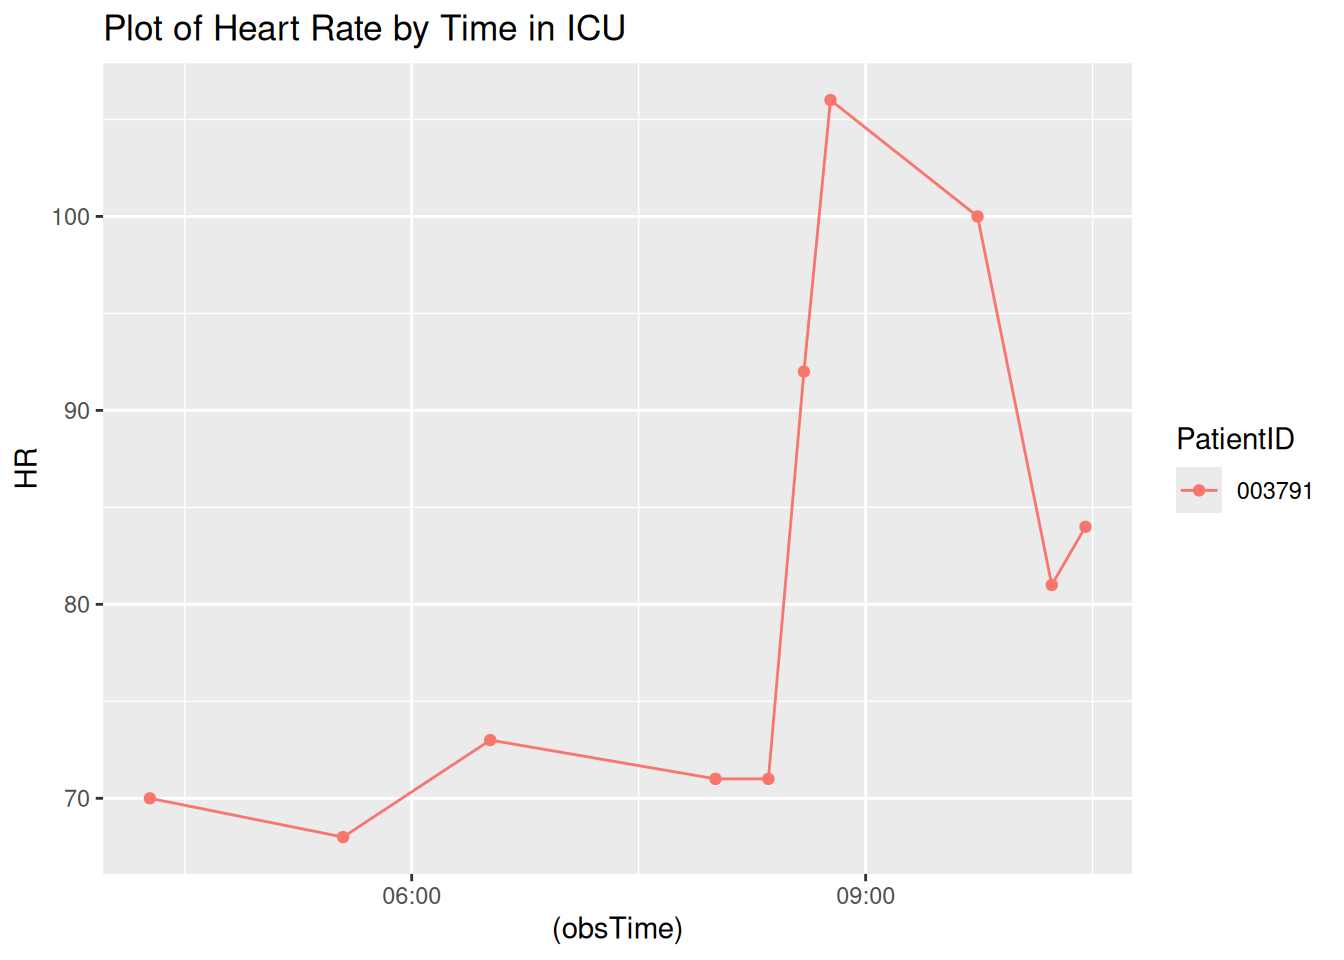 Plot of Heart Rate by Time in ICU
100
90
80
70
HR
06:00
09:00
(obsTime)
PatientID
003791